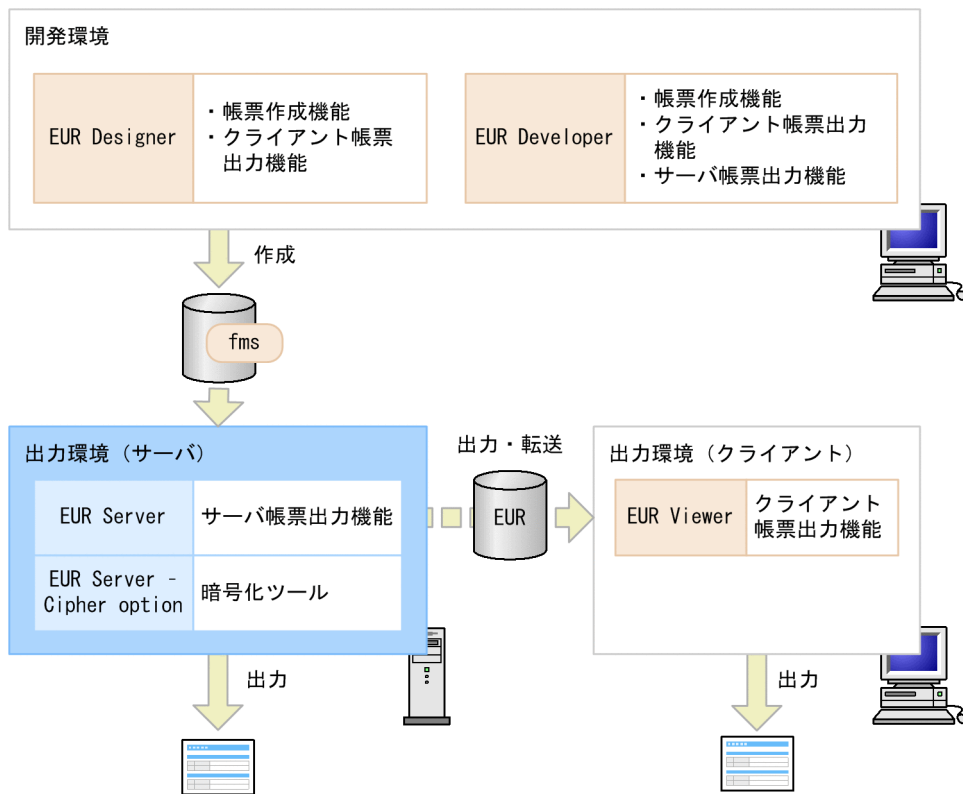 開発環境
EUR Designer
・帳票作成機能
・クライアント帳票
出力機能
EUR Developer
・帳票作成機能
・クライアント帳票出力
機能
・サーバ帳票出力機能
作成
fms
出力環境（サーバ）
EUR Server
サーバ帳票出力機能
EUR Server -
Cipher option
暗号化ツール
出力・転送
EUR
出力環境（クライアント）
EUR Viewer
クライアント
帳票出力機能
出力
出力